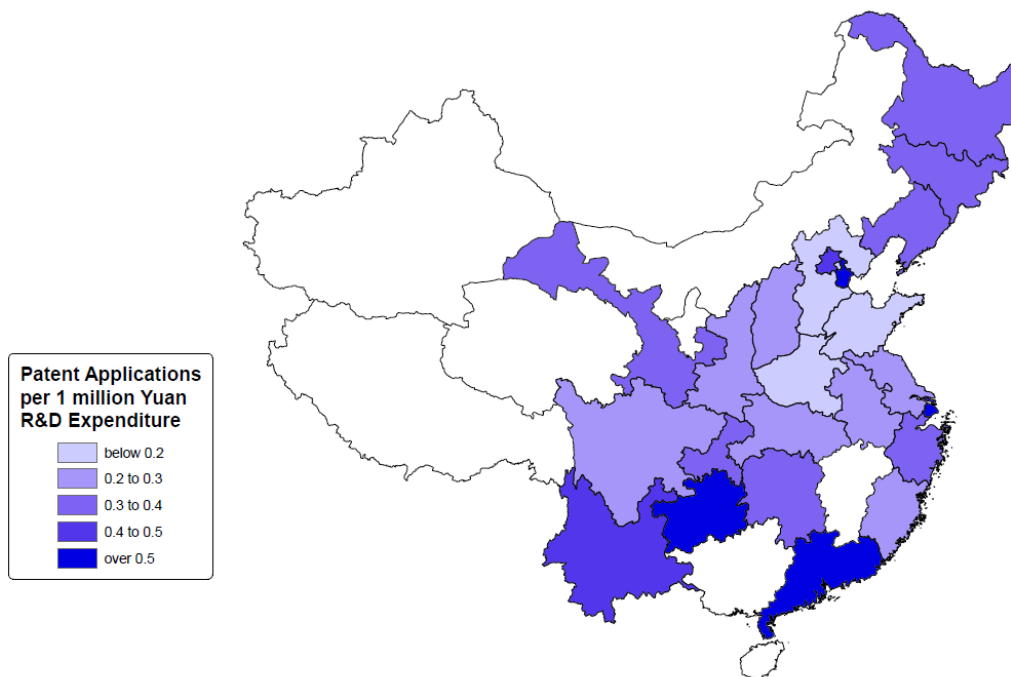 Patent Applications
per 1 million Yuan
R&D Expenditure
below 0.2
0.2 to 0.3
0.3 to 0.4
0.4 to 0.5
over 0.5